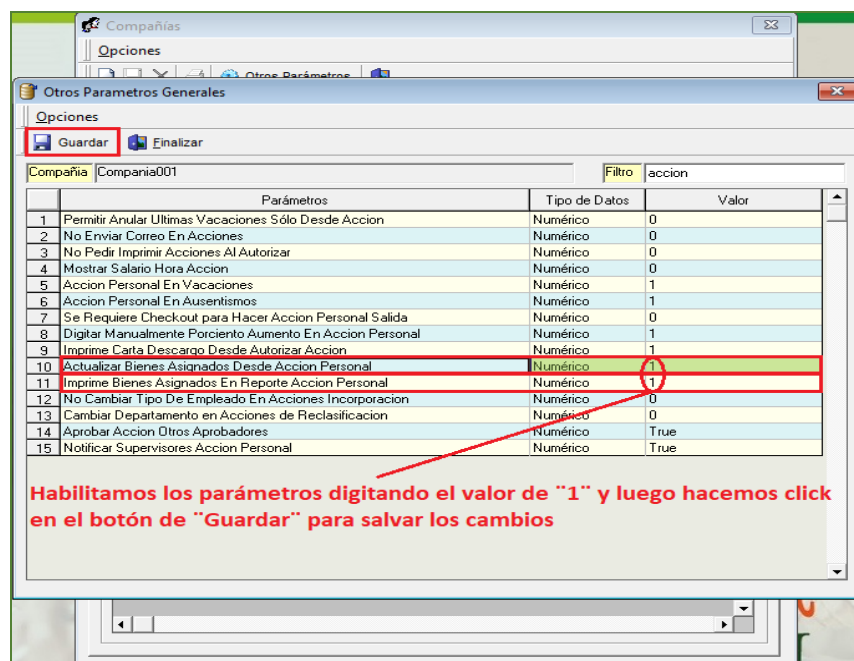 Compañías
Opciones
Otros Parámetros
Otros Parametros Generales
Opciones
Guardar Finalizar
Compañia Compania001 Filtro accion
Parámetros Tipo de Datos Valor
1 Permitir Anular Ultimas Vacaciones Sólo Desde Accion Numérico 0
2 No Enviar Correo En Acciones Numérico 0
3 No Pedir Imprimir Acciones Al Autorizar Numérico 0
4 Mostrar Salario Hora Accion Numérico 0
5 Accion Personal En Vacaciones Numérico 1
6 Accion Personal En Ausentismos Numérico 1
7 Se Requiere Checkout para Hacer Accion Personal Salida Numérico 0
8 Digitar Manualmente Porciento Aumento En Accion Personal Numérico 1
9 Imprime Carta Descargo Desde Autorizar Accion Numérico 1
10 Actualizar Bienes Asignados Desde Accion Personal Numérico 1
11 Imprime Bienes Asignados En Reporte Accion Personal Numérico 1
12 No Cambiar Tipo De Empleado En Acciones Incorporacion Numérico 0
13 Cambiar Departamento en Acciones de Reclasificacion Numérico 0
14 Aprobar Accion Otros Aprobadores Numérico True
15 Notificar Supervisores Accion Personal Numérico True
Habilitamos los parámetros digitando el valor de ¨1¨ y luego hacemos click
en el botón de ¨Guardar¨ para salvar los cambios